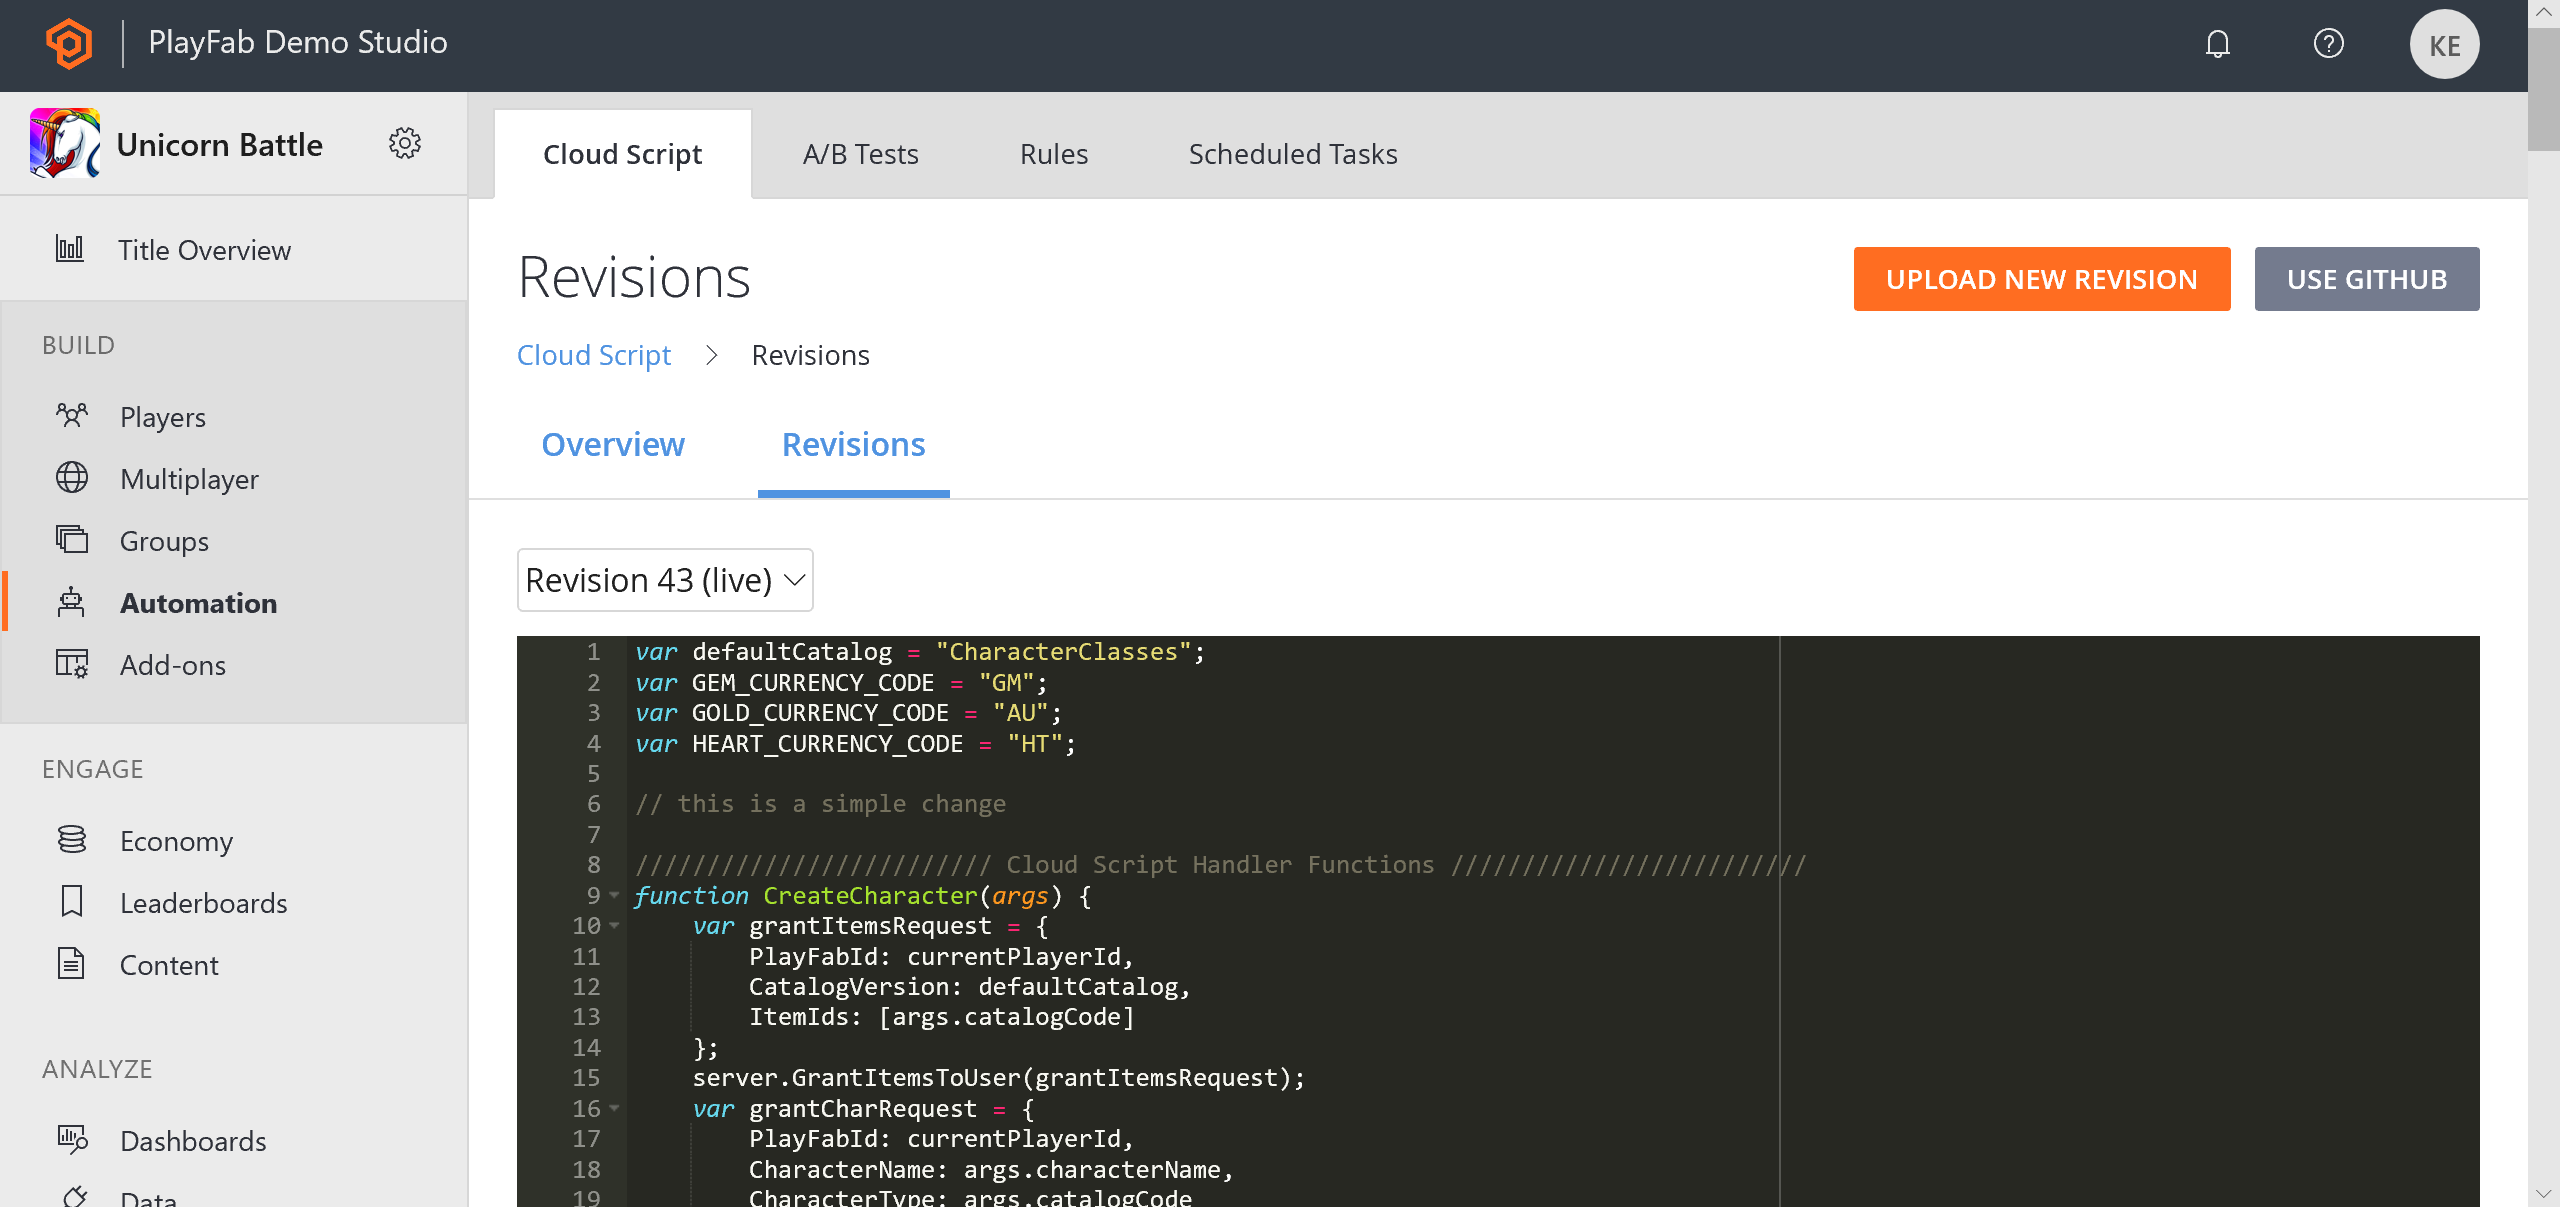 PlayFab Demo Studio
KE
Unicorn Battle
Title Overview
BUILD
Players
Multiplayer
Groups
Automation
Add-ons
ENGAGE
Economy
Leaderboards
Content
ANALYZE
Dashboards
Data
Cloud Script
A/B Tests
Rules
Scheduled Tasks
Revisions
UPLOAD NEW REVISION
USE GITHUB
Cloud Script > Revisions
Overview
Revisions
Revision 43 (live)
1 var defaultCatalog = "CharacterClasses";
2 var GEM_CURRENCY_CODE = "GM";
3 var GOLD_CURRENCY_CODE = "AU";
4 var HEART_CURRENCY_CODE = "HT";
5
6 // this is a simple change
7
8 ///////////////////////// Cloud Script Handler Functions /////////////////////////
9 function CreateCharacter(args) {
10     var grantItemsRequest = {
11         PlayFabId: currentPlayerId,
12         CatalogVersion: defaultCatalog,
13         ItemIds: [args.catalogCode]
14     };
15     server.GrantItemsToUser(grantItemsRequest);
16     var grantCharRequest = {
17         PlayFabId: currentPlayerId,
18         CharacterName: args.characterName,
19         CharacterType: args.catalogCode